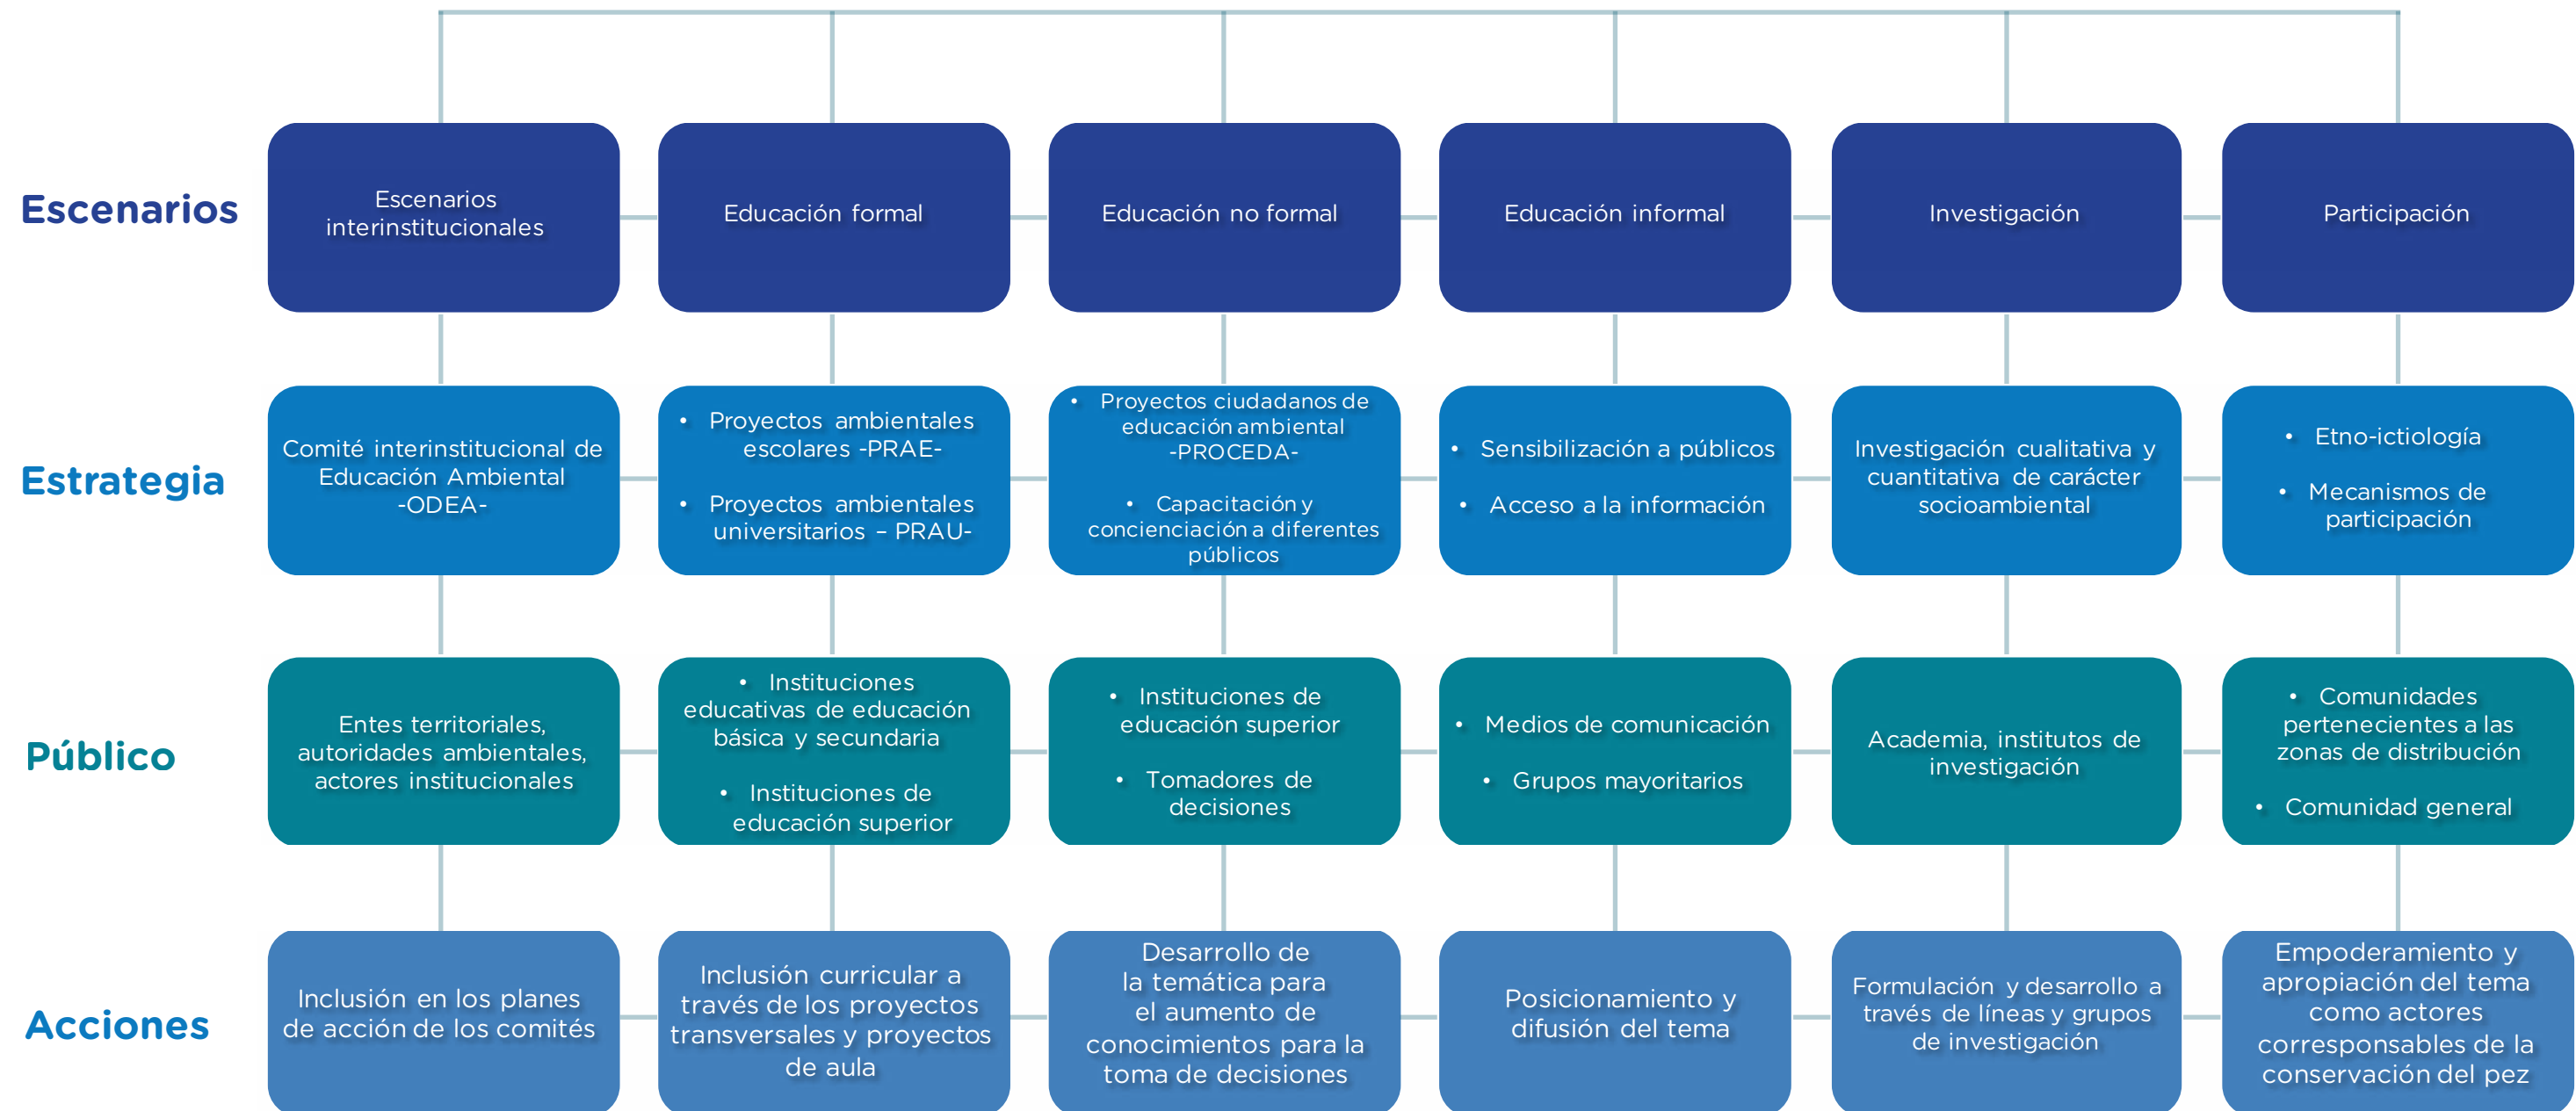 Escenarios
Escenarios
interinstitucionales
Educación formal
Educación no formal
Educación informal
Investigación
Participación
Estrategia
Comité interinstitucional de
Educación Ambiental
-ODEA-
• Proyectos ambientales
escolares -PRAE-
• Proyectos ambientales
universitarios – PRAU-
• Proyectos ciudadanos de
educación ambiental
-PROCEDA-
• Capacitación y
concienciación a diferentes
públicos
• Sensibilización a públicos
• Acceso a la información
Investigación cualitativa y
cuantitativa de carácter
socioambiental
• Etno-ictiología
• Mecanismos de
participación
Público
Entes territoriales,
autoridades ambientales,
actores institucionales
• Instituciones
educativas de educación
básica y secundaria
• Instituciones de
educación superior
• Instituciones de
educación superior
• Tomadores de
decisiones
• Medios de comunicación
• Grupos mayoritarios
Academia, institutos de
investigación
• Comunidades
pertenecientes a las
zonas de distribución
• Comunidad general
Acciones
Inclusión en los planes
de acción de los comités
Inclusión curricular a
través de los proyectos
transversales y proyectos
de aula
Desarrollo de
la temática para
el aumento de
conocimientos para la
toma de decisiones
Posicionamiento y
difusión del tema
Formulación y desarrollo a
través de líneas y grupos
de investigación
Empoderamiento y
apropiación del tema
como actores
corresponsables de la
conservación del pez